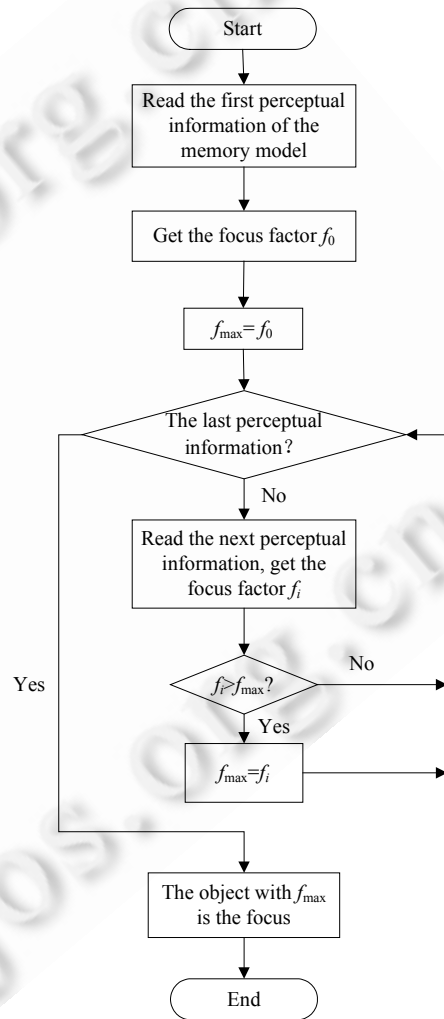 Start
Read the first perceptual
information of the
memory model
Get the focus factor f0
fmax= f0
The last perceptual
information?
No
Read the next perceptual
information, get the
focus factor fi
fi>fmax?
No
Yes
Yes
fmax=fi
The object with fmax
is the focus
End